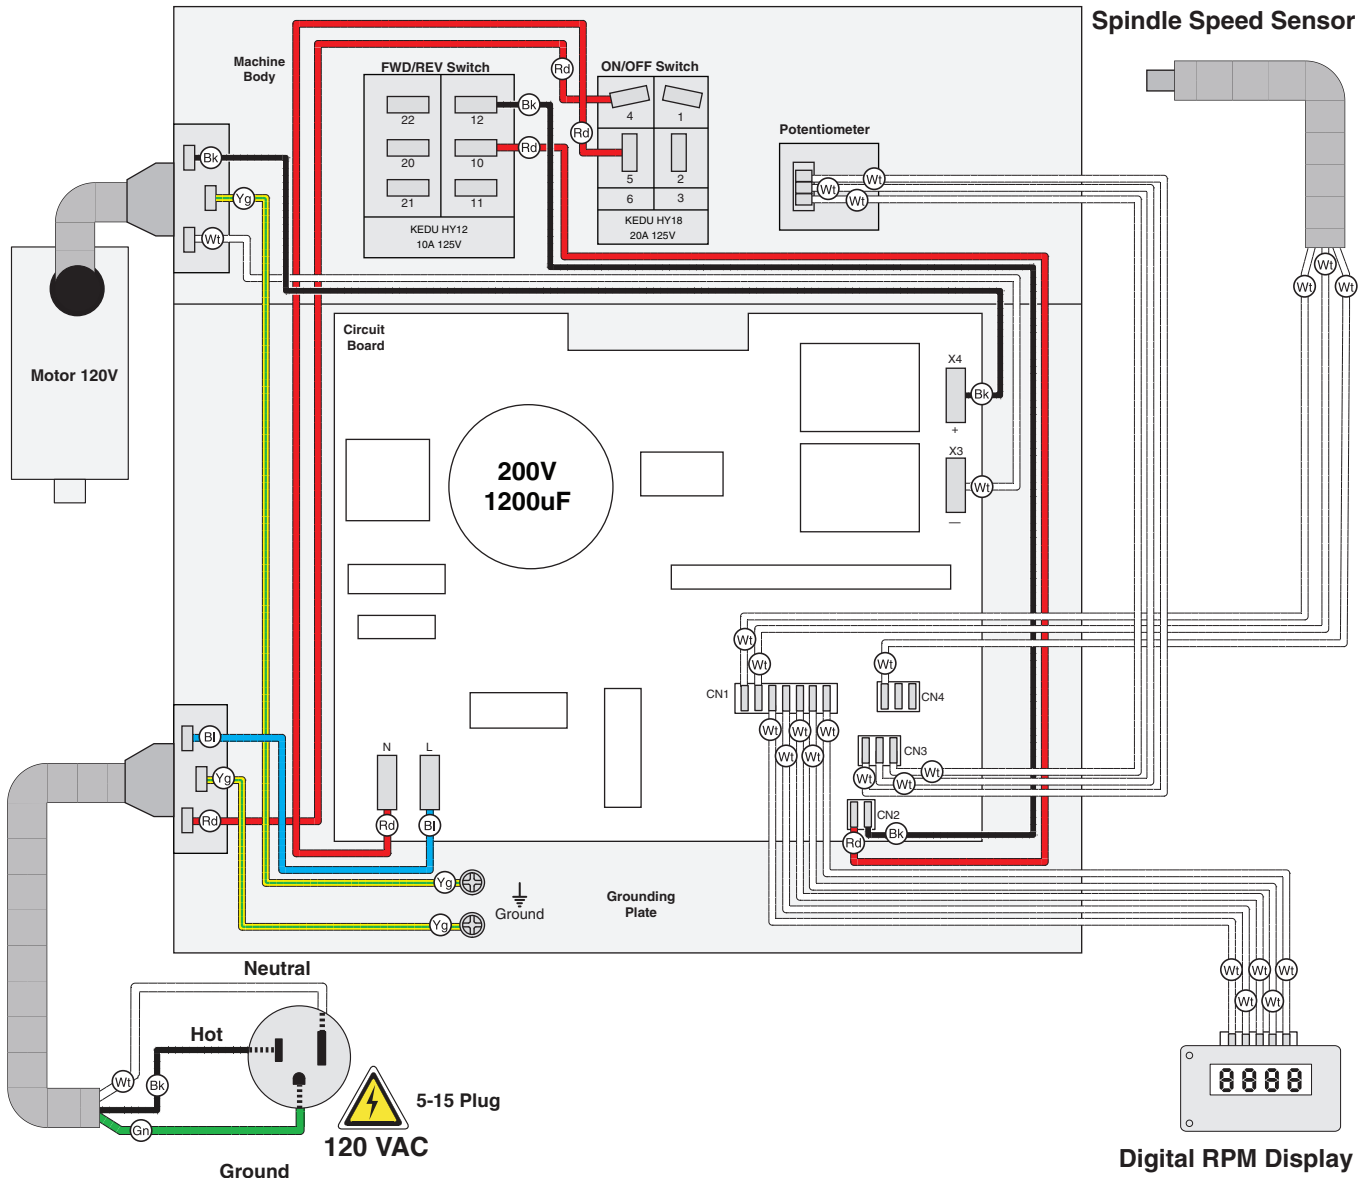 Spindle Speed Sensor
Machine
Body
FWD/REV Switch
Rd
ON/OFF Switch
22
12
Bk
4
1
20
10
Rd
Rd
5
2
21
11
6
3
KEDU HY12
10A 125V
KEDU HY18
20A 125V
Potentiometer
Wt
Wt
Wt
Bk
Yg
Wt
Wt
Wt
Wt
Motor 120V
Circuit
Board
200V
1200uF
X4
Bk
+
X3
Wt
—
Wt
Wt
Wt
CN1
CN4
Wt
Wt
Wt
Wt
Wt
CN3
Wt
Wt
Wt
CN2
Rd
Bk
Bl
Yg
Rd
N
L
Rd
Bl
Yg
Yg
Ground
Grounding
Plate
Neutral
Hot
Wt
Bk
Gn
5-15 Plug
120 VAC
Ground
Wt
Wt
Wt
Wt
Wt
8888
Digital RPM Display